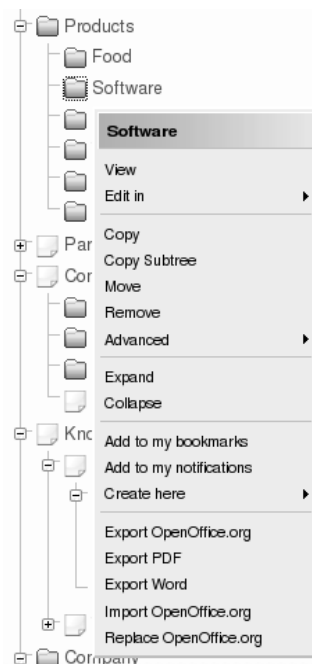 Products
Food
Software
Software
View
Edit in
Copy
Copy Subtree
Move
Remove
Advanced
Expand
Collapse
Add to my bookmarks
Add to my notifications
Create here
Export OpenOffice.org
Export PDF
Export Word
Import OpenOffice.org
Replace OpenOffice.org
Company